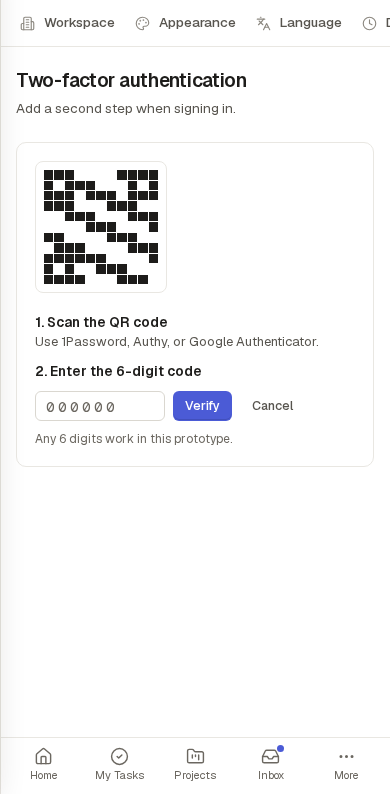 Workspace Appearance Language D
Two-factor authentication
Add a second step when signing in.
1. Scan the QR code
Use 1Password, Authy, or Google Authenticator.
2. Enter the 6-digit code
000000 Verify Cancel
Any 6 digits work in this prototype.
Home My Tasks Projects Inbox More